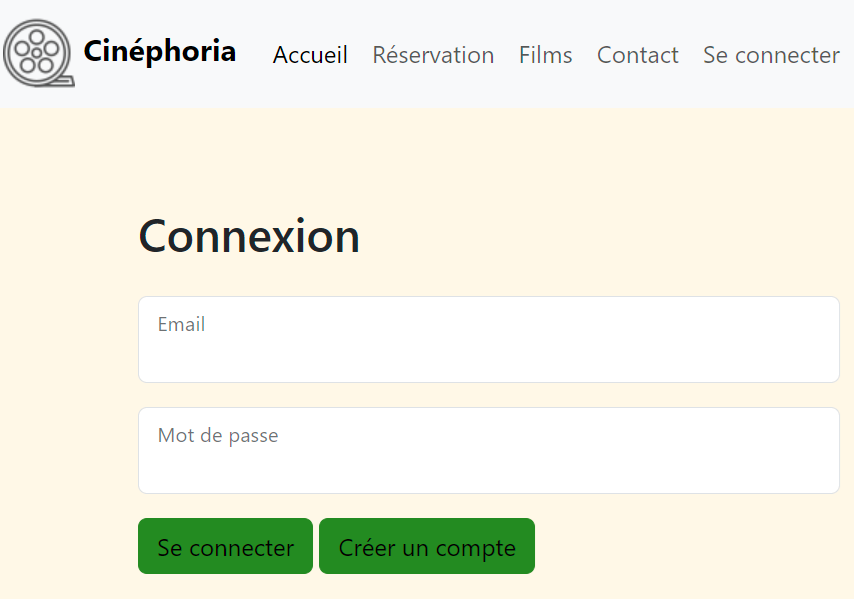 Cinéphoria Accueil Réservation Films Contact Se connecter
Connexion
Email
Mot de passe
Se connecter Créer un compte